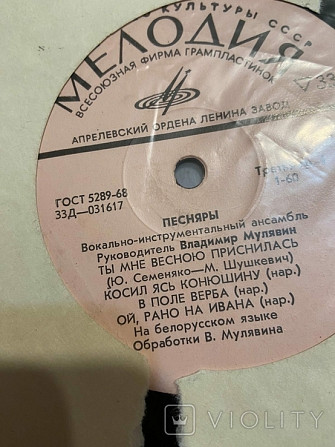 КУЛЬТУРЫ СССР
МЕЛОДИЯ
ВСЕСОЮЗНАЯ ФИРМА ГРАМПЛАСТИНОК
АПРЕЛЕВСКИЙ ОРДЕНА ЛЕНИНА ЗАВОД
ГОСТ 5289-68
33Д—031617
1-60
ПЕСНЯРЫ
Вокально-инструментальный ансамбль
Руководитель Владимир Мулявин
ТЫ МНЕ ВЕСНОЮ ПРИСНИЛАСЬ
(Ю. Семеняко—М. Шушкевич)
КОСИЛ ЯСЬ КОНЮШИНУ (нар.)
В ПОЛЕ ВЕРБА (нар.)
ОЙ, РАНО НА ИВАНА (нар.)
На белорусском языке
Обработки В. Мулявина
VIOLITY